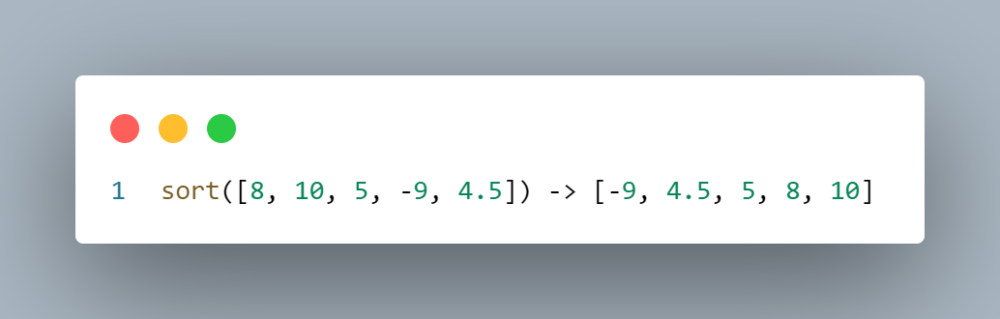 1 sort([8, 10, 5, -9, 4.5]) -> [-9, 4.5, 5, 8, 10]